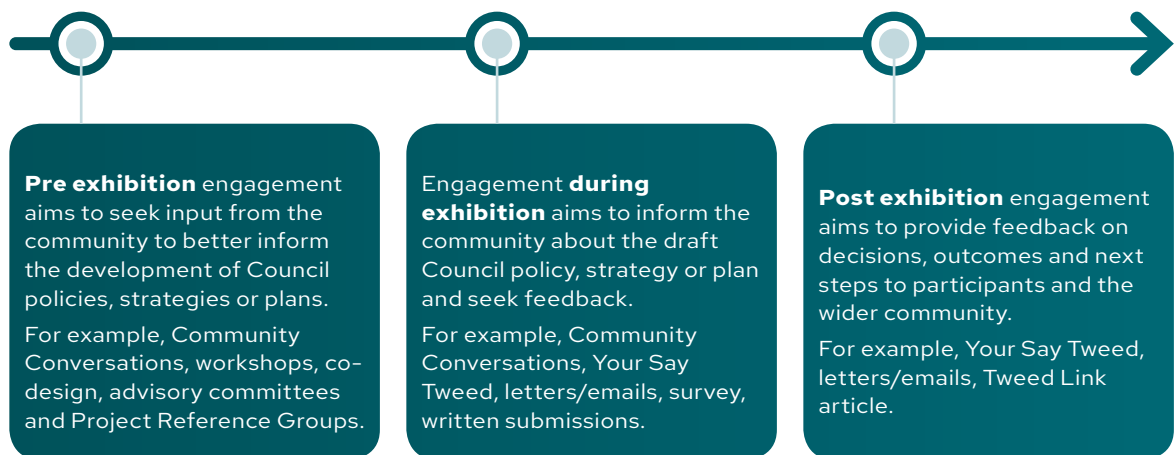 Pre exhibition engagement
aims to seek input from the
community to better inform
the development of Council
policies, strategies or plans.
For example, Community
Conversations, workshops, co-
design, advisory committees
and Project Reference Groups.
Engagement during
exhibition aims to inform the
community about the draft
Council policy, strategy or plan
and seek feedback.
For example, Community
Conversations, Your Say
Tweed, letters/emails, survey,
written submissions.
Post exhibition engagement
aims to provide feedback on
decisions, outcomes and next
steps to participants and the
wider community.
For example, Your Say Tweed,
letters/emails, Tweed Link
article.